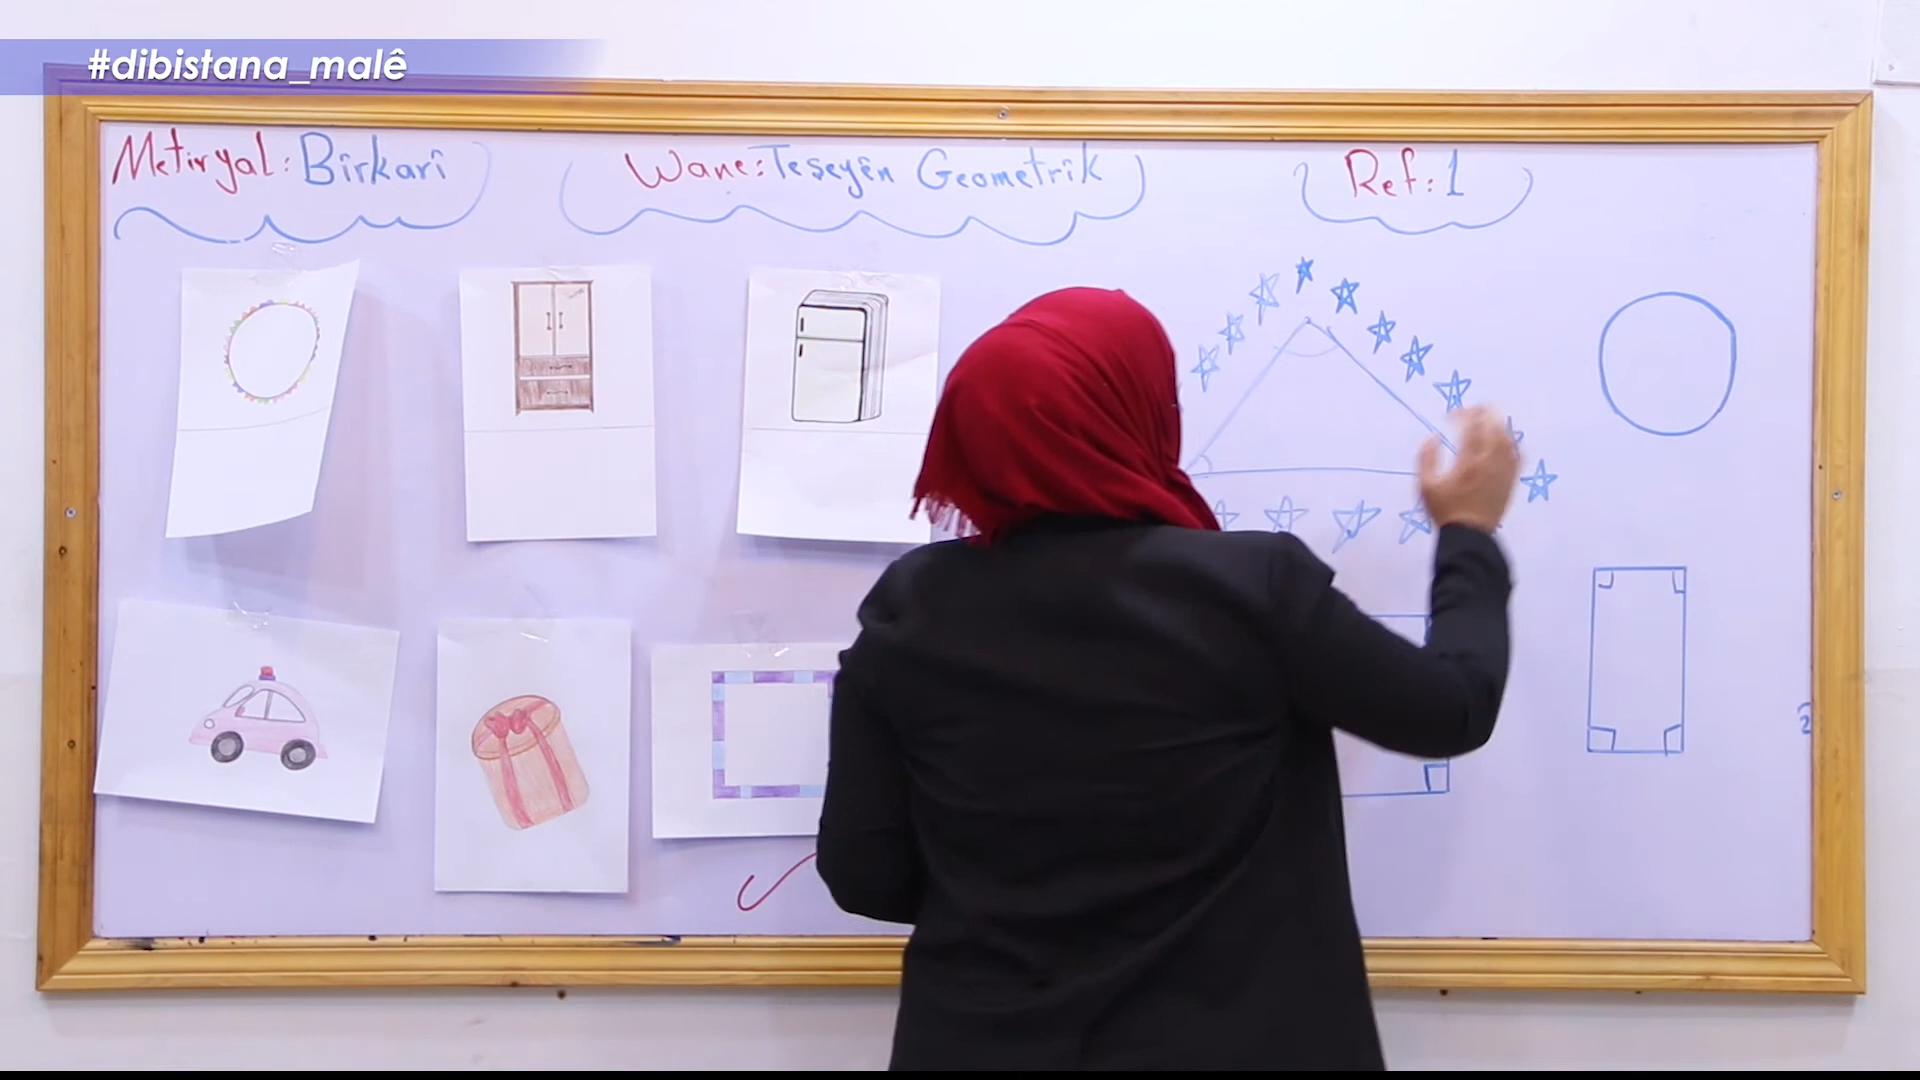 #dibistana_malê
Metiryal: Bîrkarî
Wane: Teşeyên Geometrîk
Ref: 1